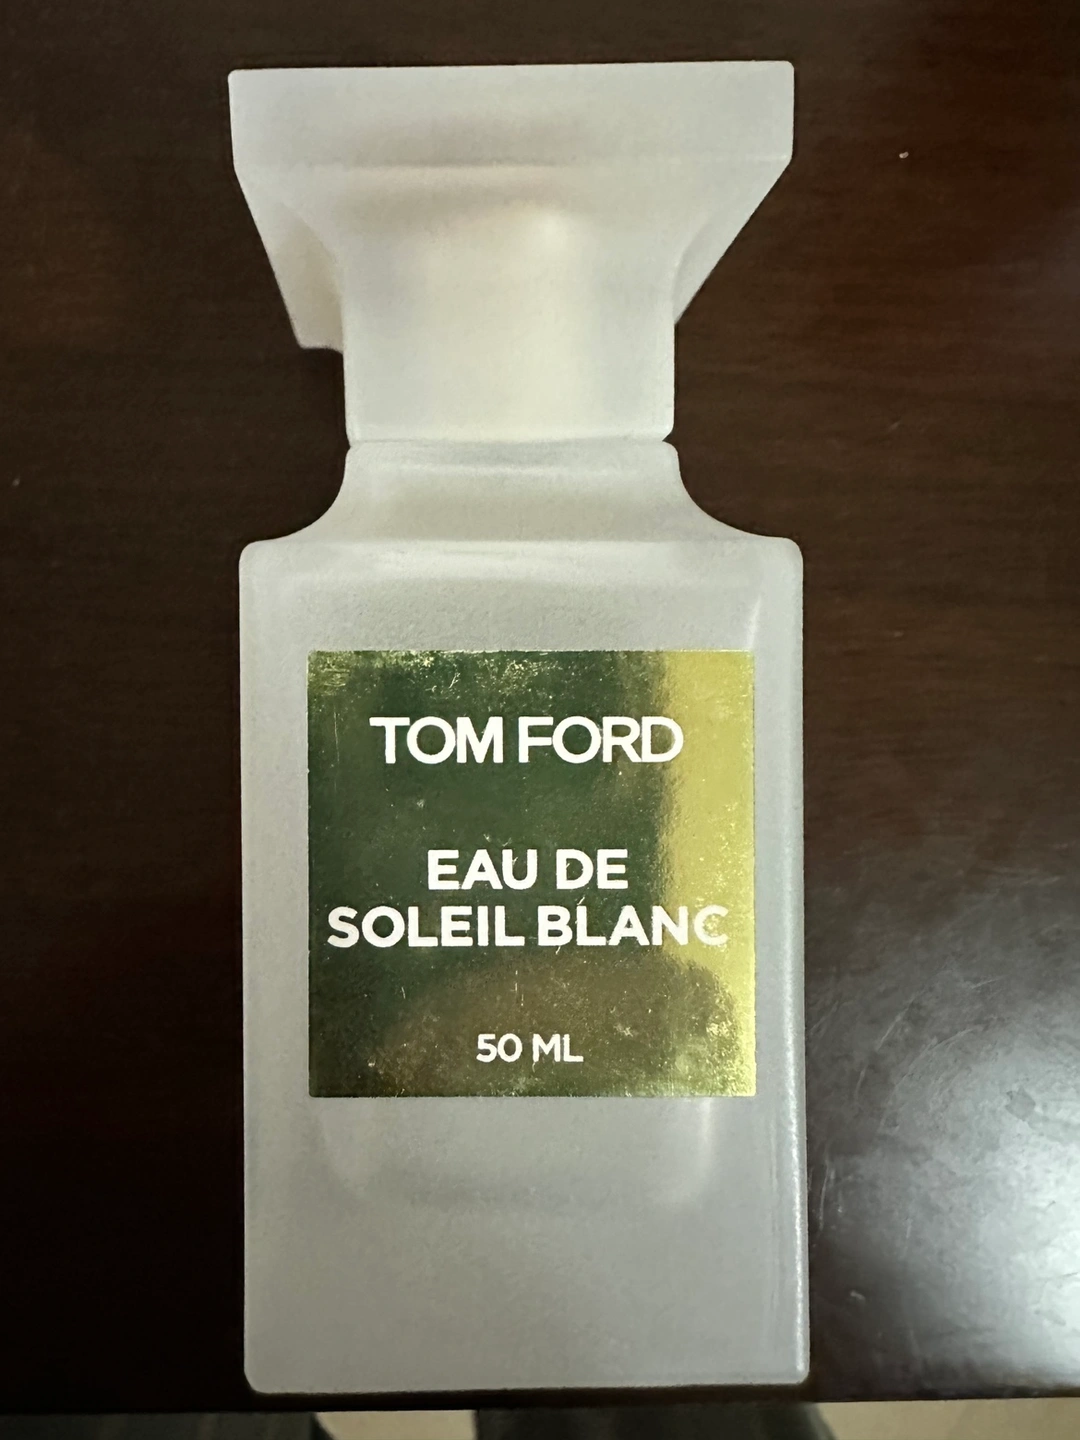 TOM FORD
EAU DE
SOLEIL BLANC
50 ML